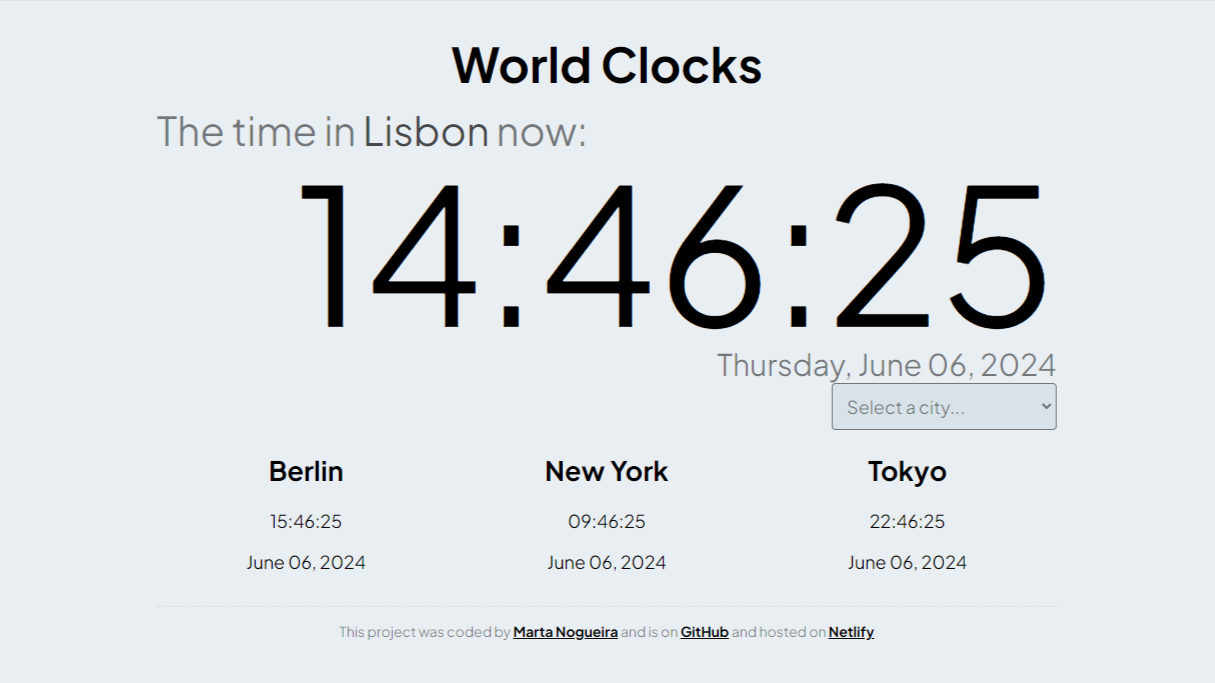 World Clocks
The time in Lisbon now:
14:46:25
Thursday, June 06, 2024
Select a city...
Berlin
15:46:25
June 06, 2024
New York
09:46:25
June 06, 2024
Tokyo
22:46:25
June 06, 2024
This project was coded by Marta Nogueira and is on GitHub and hosted on Netlify